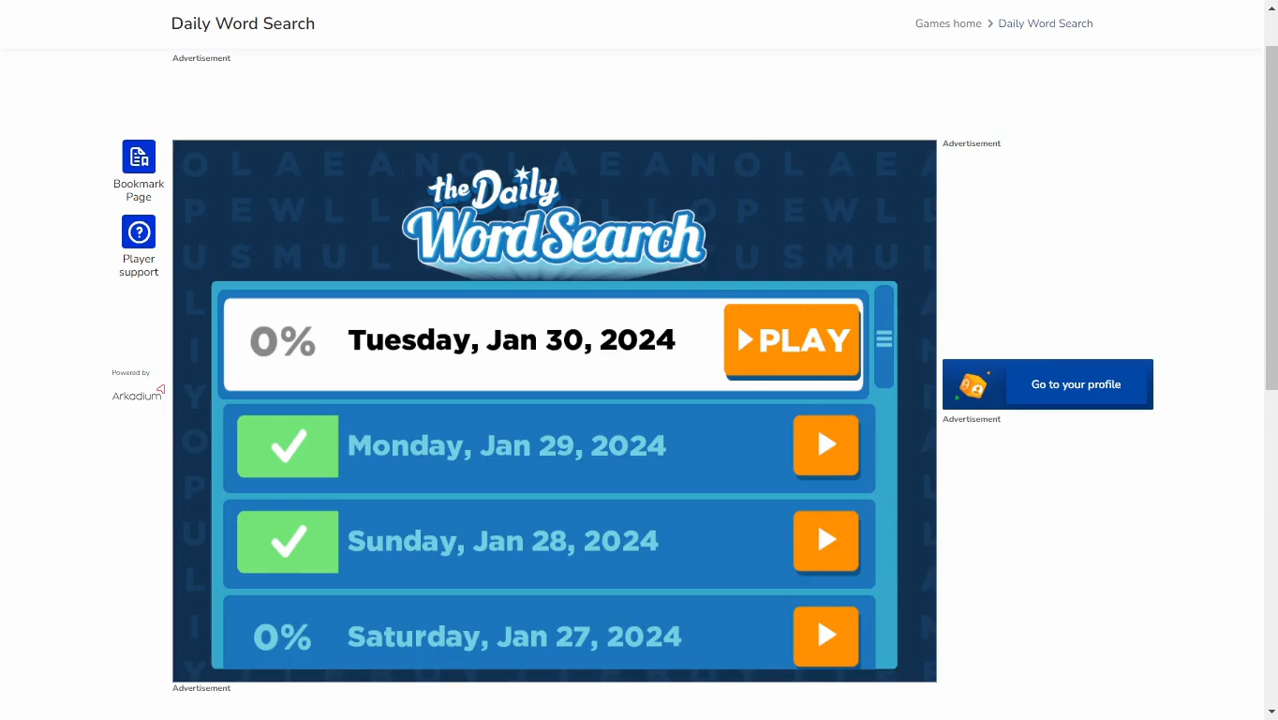 Daily Word Search
Games home > Daily Word Search
Advertisement
Bookmark
Page
Player
support
Powered by
Arkadium
the Daily
Word Search
0% Tuesday, Jan 30, 2024 PLAY
Monday, Jan 29, 2024
Sunday, Jan 28, 2024
0% Saturday, Jan 27, 2024
Advertisement
Go to your profile
Advertisement
Advertisement